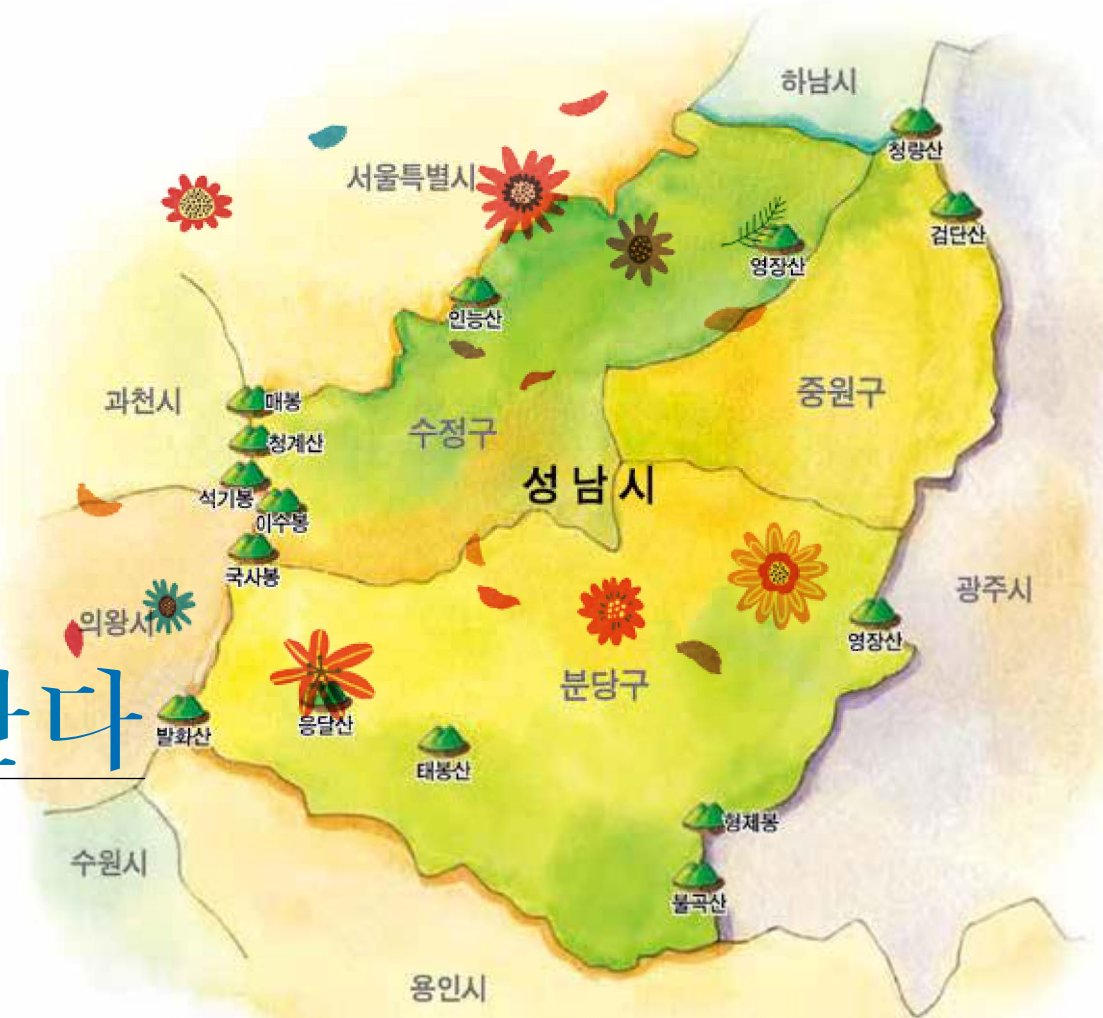 하남시
청량산
서울특별시
검단산
영장산
인능산
과천시
매봉
중원구
청계산
수정구
석기봉
성남시
이수봉
국사봉
광주시
의왕시
영장산
분당구
란다
발화산
응달산
태봉산
형제봉
수원시
불곡산
용인시